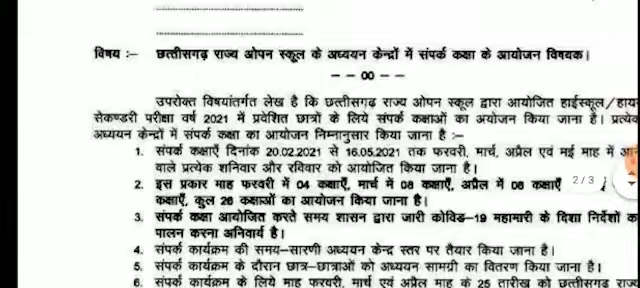 विषय :– छत्तीसगढ़ राज्य ओपन स्कूल के अध्ययन केन्द्रों में संपर्क कक्षा के आयोजन विषयक।
– – 00 – –
उपरोक्त विषयांतर्गत लेख है कि छत्तीसगढ़ राज्य ओपन स्कूल द्वारा आयोजित हाईस्कूल/हाय
सेकण्डरी परीक्षा वर्ष 2021 में प्रवेशित छात्रों के लिये संपर्क कक्षाओं का अयोजन किया जाना है। प्रत्येक
अध्ययन केन्द्रों में संपर्क कक्षा का आयोजन निम्नानुसार किया जाना है :–
1. संपर्क कक्षाएँ दिनांक 20.02.2021 से 16.05.2021 तक फरवरी, मार्च, अप्रैल एवं मई माह में आने
वाले प्रत्येक शनिवार और रविवार को आयोजित किया जाना है।
2. इस प्रकार माह फरवरी में 04 कक्षाएँ, मार्च में 08 कक्षाएँ, अप्रैल में 08 कक्षाएँ 2/3
कक्षाएँ, कुल 26 कक्षाओं का आयोजन किया जाना है।
3. संपर्क कक्षा आयोजित करते समय शासन द्वारा जारी कोविड–19 महामारी के दिशा निर्देशों क
पालन करना अनिवार्य है।
4. संपर्क कार्यक्रम की समय–सारणी अध्ययन केन्द्र स्तर पर तैयार किया जाना है।
5. संपर्क कार्यक्रम के दौरान छात्र–छात्राओं को अध्ययन सामग्री का वितरण किया जाना है।
6. संपर्क कार्यक्रम के लिये माह फरवरी, मार्च एवं अप्रैल माह के 25 तारीख को छत्तीसगढ़ राज्य